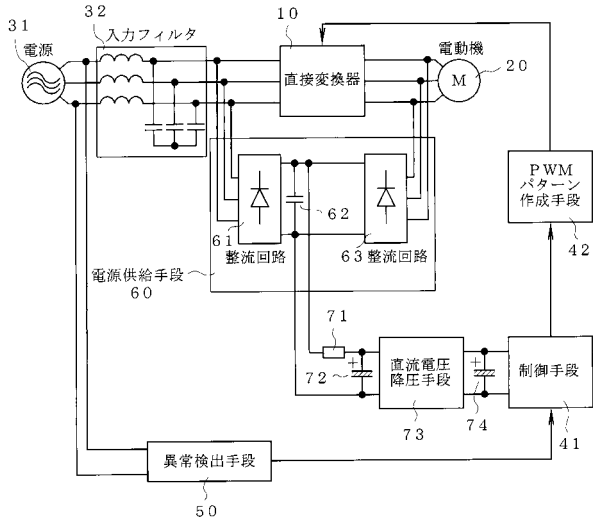 31
電源
32
入力フィルタ
10
直接変換器
電動機
M
20
61
整流回路
62
63
整流回路
電源供給手段
60
PWM
パターン
作成手段
42
71
72
直流電圧
降圧手段
73
74
制御手段
41
異常検出手段
50